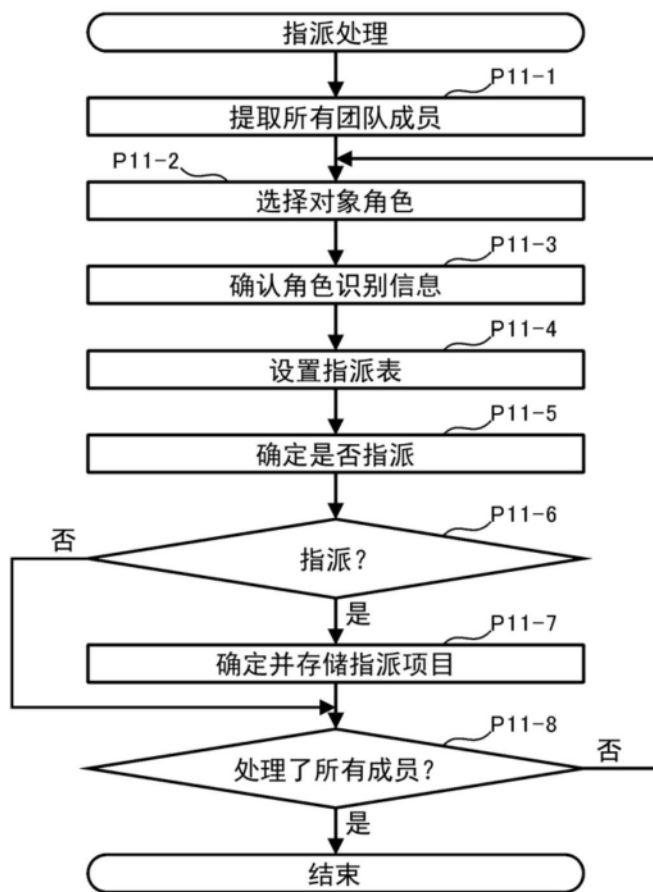 指派处理
P11-1
提取所有团队成员
P11-2
选择对象角色
P11-3
确认角色识别信息
P11-4
设置指派表
P11-5
确定是否指派
P11-6
否
指派？
是
P11-7
确定并存储指派项目
P11-8
处理了所有成员？
否
是
结束